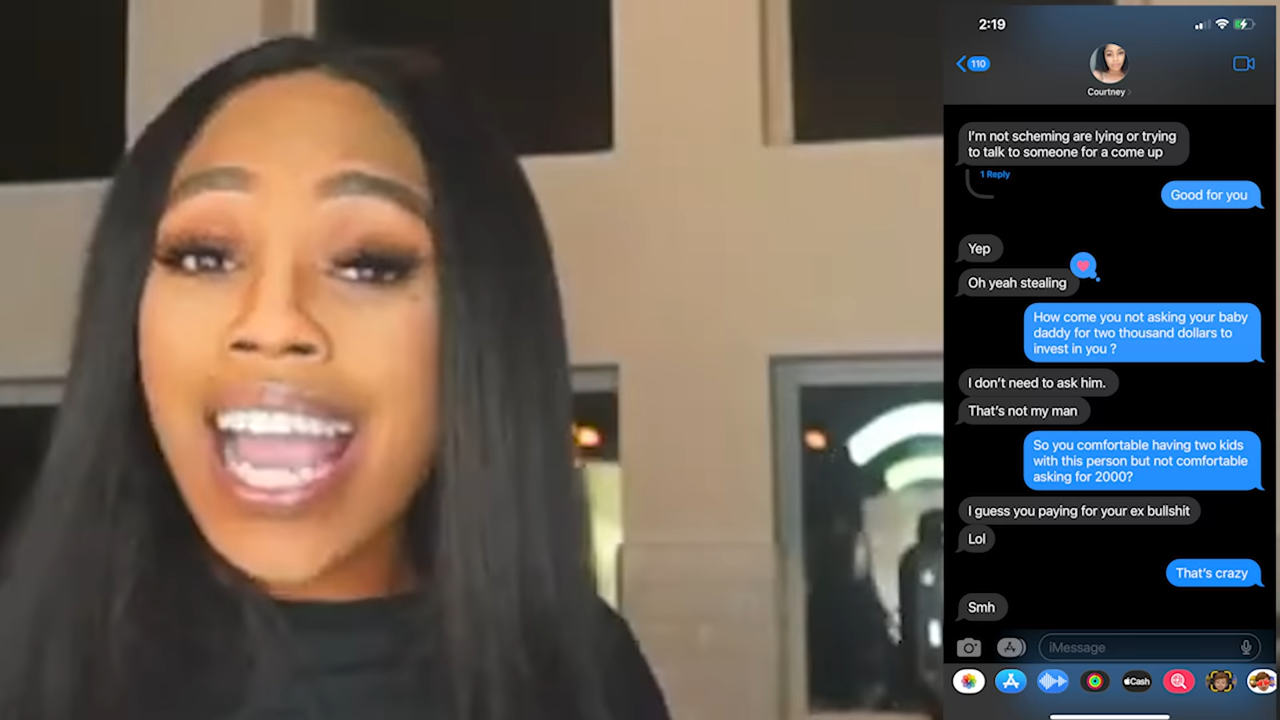 2:19
110
Courtney
I'm not scheming are lying or trying
to talk to someone for a come up
1 Reply
Good for you
Yep
Oh yeah stealing
How come you not asking your baby
daddy for two thousand dollars to
invest in you ?
I don't need to ask him.
That's not my man
So you comfortable having two kids
with this person but not comfortable
asking for 2000?
I guess you paying for your ex bullshit
Lol
That's crazy
Smh
iMessage
Cash